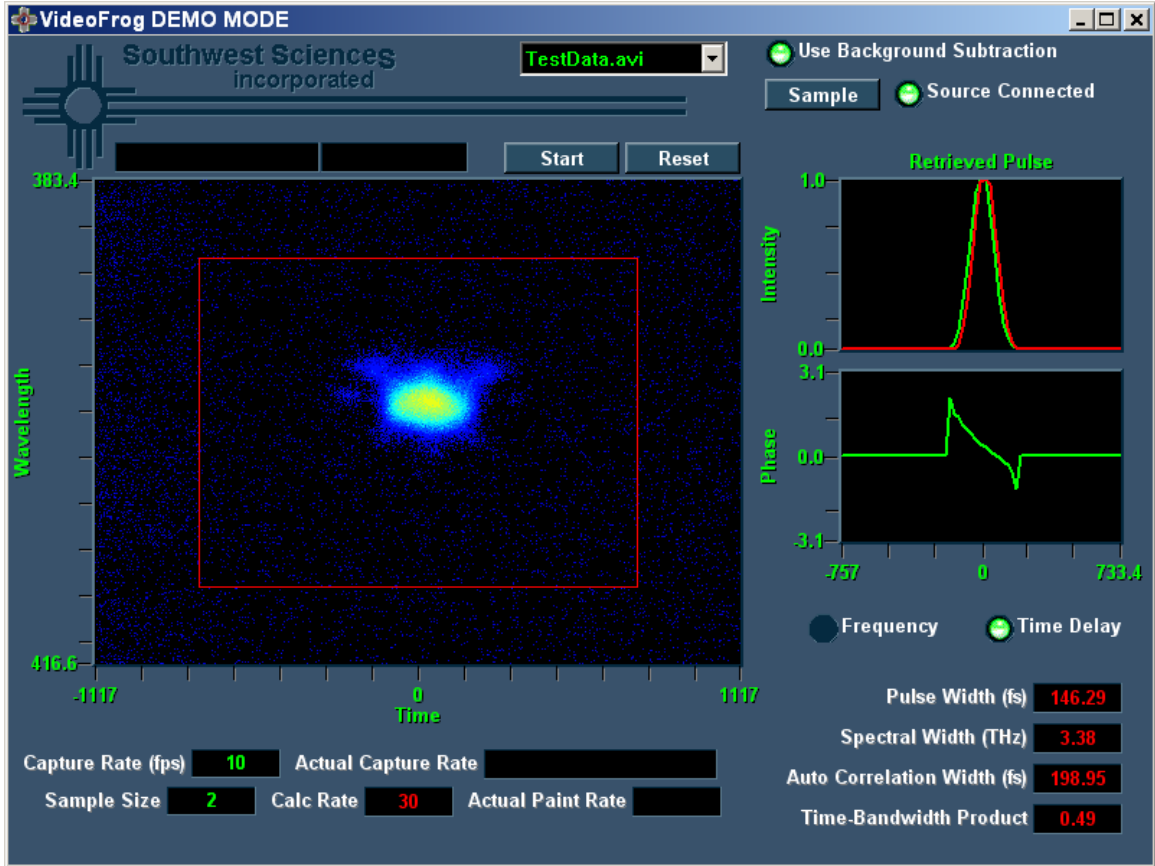 VideoFrog DEMO MODE
Southwest Sciences
incorporated
TestData.avi
Use Background Subtraction
Sample
Source Connected
Start
Reset
383.4
Wavelength
416.6
-1117
0
1117
Time
Retrieved Pulse
1.0
Intensity
0.0
3.1
Phase
0.0
-3.1
-757
0
733.4
Frequency
Time Delay
Pulse Width (fs) 146.29
Spectral Width (THz) 3.38
Auto Correlation Width (fs) 198.95
Time-Bandwidth Product 0.49
Capture Rate (fps) 10 Actual Capture Rate
Sample Size 2 Calc Rate 30 Actual Paint Rate